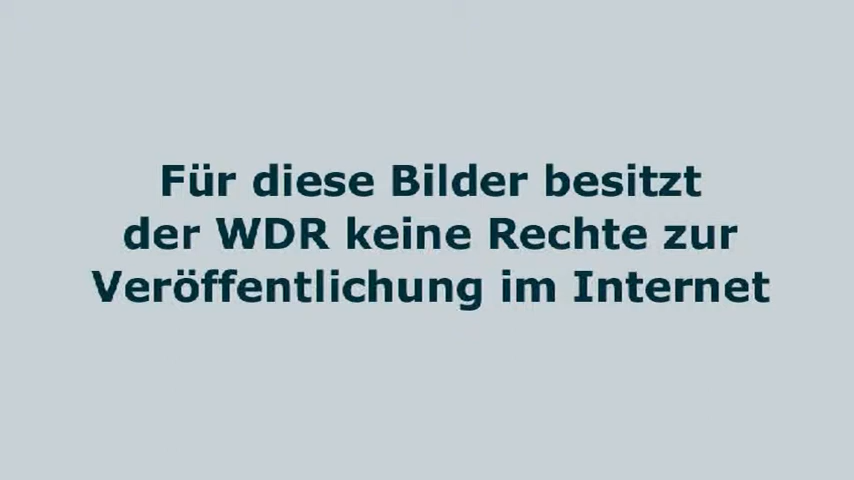 Für diese Bilder besitzt
der WDR keine Rechte zur
Veröffentlichung im Internet